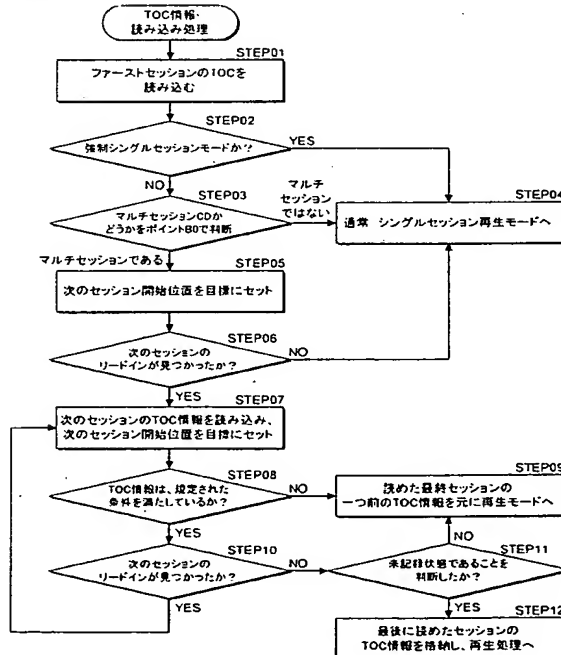 TOC情報・
読み込み処理
STEP01
ファーストセッションのTOCを
読み込む
STEP02
強制シングルセッションモードか?
YES
NO
STEP03
マルチセッションCDか
どうかをポイントB0で判断
マルチ
セッション
ではない
STEP04
通常 シングルセッション再生モードへ
マルチセッションである
STEP05
次のセッション開始位置を目標にセット
STEP06
次のセッションの
リードインが見つかったか?
NO
YES
STEP07
次のセッションのTOC情報を読み込み、
次のセッション開始位置を目標にセット
STEP08
TOC情報は、規定された
条件を満たしているか?
NO
STEP09
読めた最終セッションの
一つ前のTOC情報を元に再生モードへ
YES
STEP10
次のセッションの
リードインが見つかったか?
NO
YES
NO
STEP11
未記録状態であることを
判断したか?
YES
STEP12
最後に読めたセッションの
TOC情報を格納し、再生処理へ